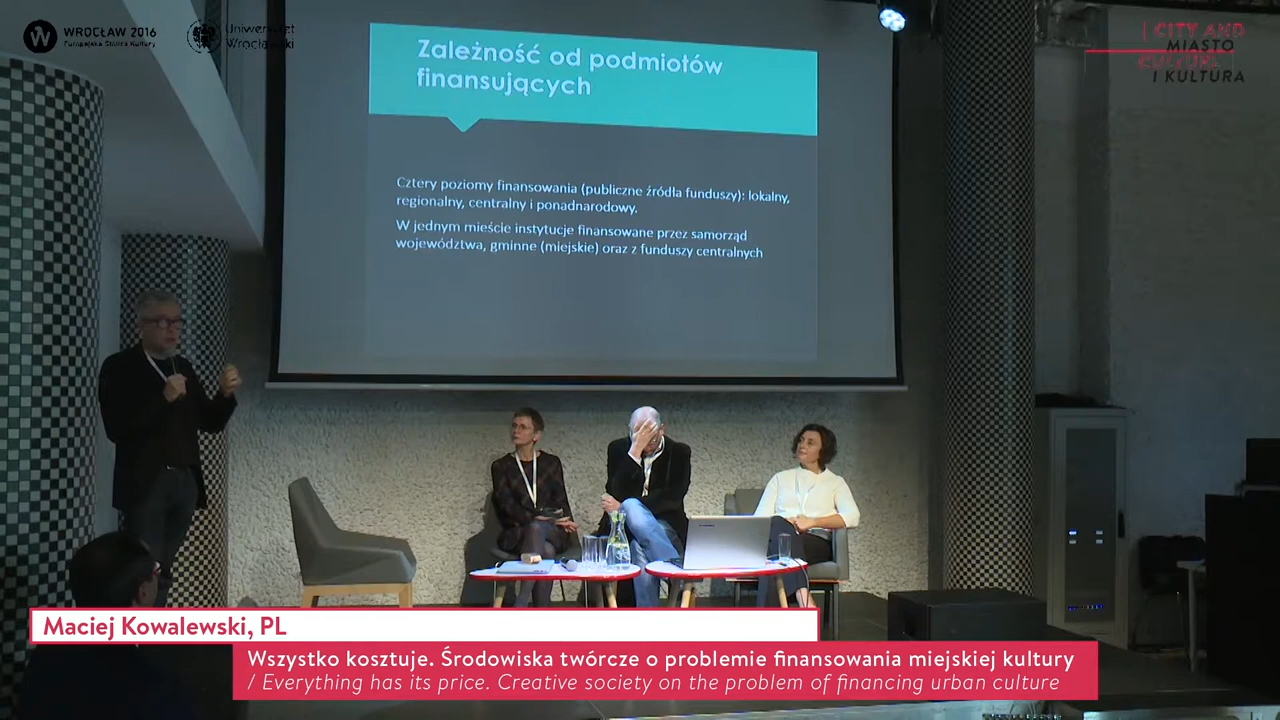 WROCŁAW 2016
Europejska Stolica Kultury
Uniwersytet
Wrocławski
CITY AND
MIASTO
KULTURE
I KULTURA
Zależność od podmiotów
finansujących
Cztery poziomy finansowania (publiczne źródła funduszy): lokalny,
regionalny, centralny i ponadnarodowy.
W jednym mieście instytucje finansowane przez samorząd
województwa, gminne (miejskie) oraz z funduszy centralnych
Maciej Kowalewski, PL
Wszystko kosztuje. Środowiska twórcze o problemie finansowania miejskiej kultury
/ Everything has its price. Creative society on the problem of financing urban culture